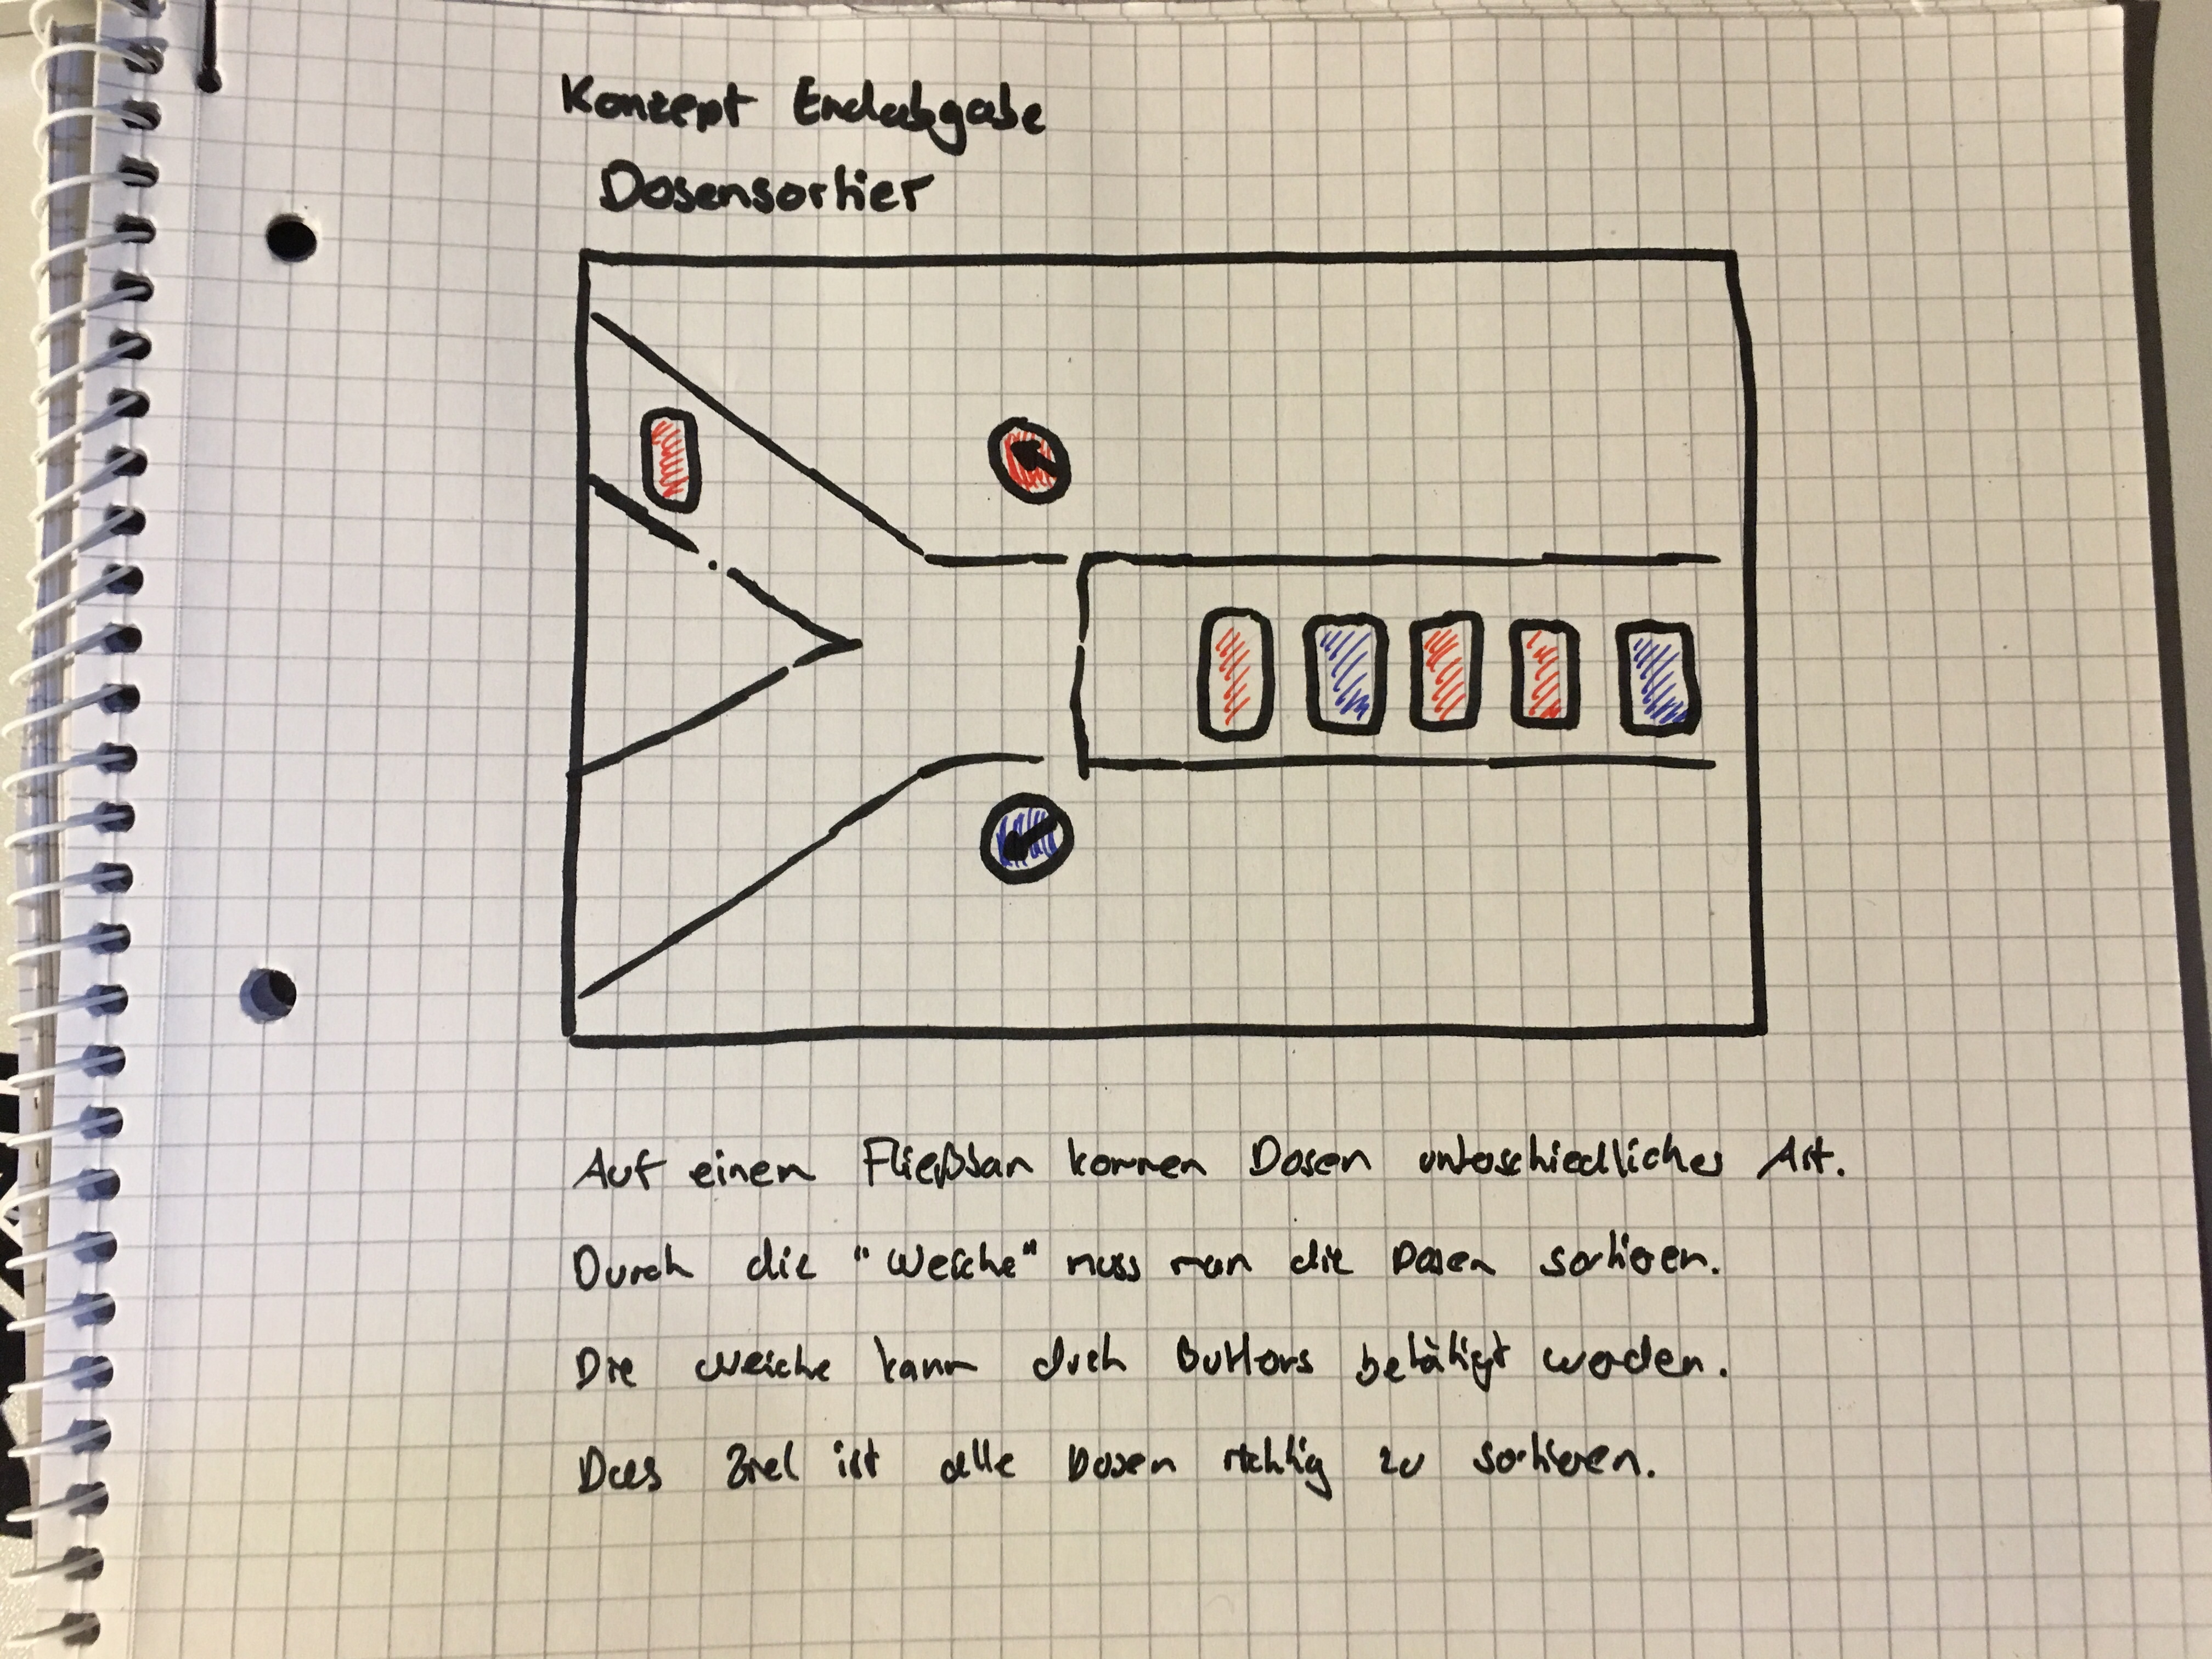 Konzept Endabgabe
Dosensortier
Auf einem Fließban kommen Dosen unterschiedlicher Art.
Durch die "Weiche" muss man die Dosen sortieren.
Die Weiche kann durch Buttons betätigt werden.
Das Ziel ist alle Dosen richtig zu sortieren.